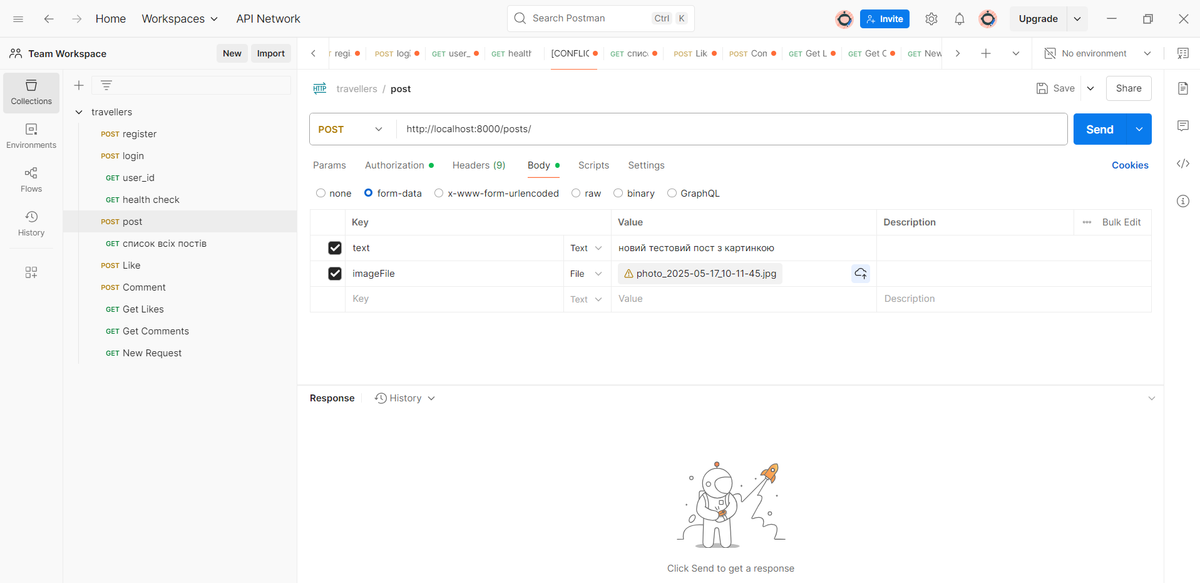 Home Workspaces API Network Search Postman Ctrl K Invite Upgrade
Team Workspace New Import regi POST logi GET user_ GET health [CONFLIC GET списк POST Lik POST Con GET Get L GET Get C GET New No environment
Collections
Environments
Flows
History
travellers
POST register
POST login
GET user_id
GET health check
POST post
GET список всіх постів
POST Like
POST Comment
GET Get Likes
GET Get Comments
GET New Request
HTTP travellers / post Save Share
POST http://localhost:8000/posts/ Send
Params Authorization Headers (9) Body Scripts Settings Cookies
none form-data x-www-form-urlencoded raw binary GraphQL
Key Value Description Bulk Edit
text Text новий тестовий пост з картинкою
imageFile File photo_2025-05-17_10-11-45.jpg
Key Text Value Description
Response History
Click Send to get a response